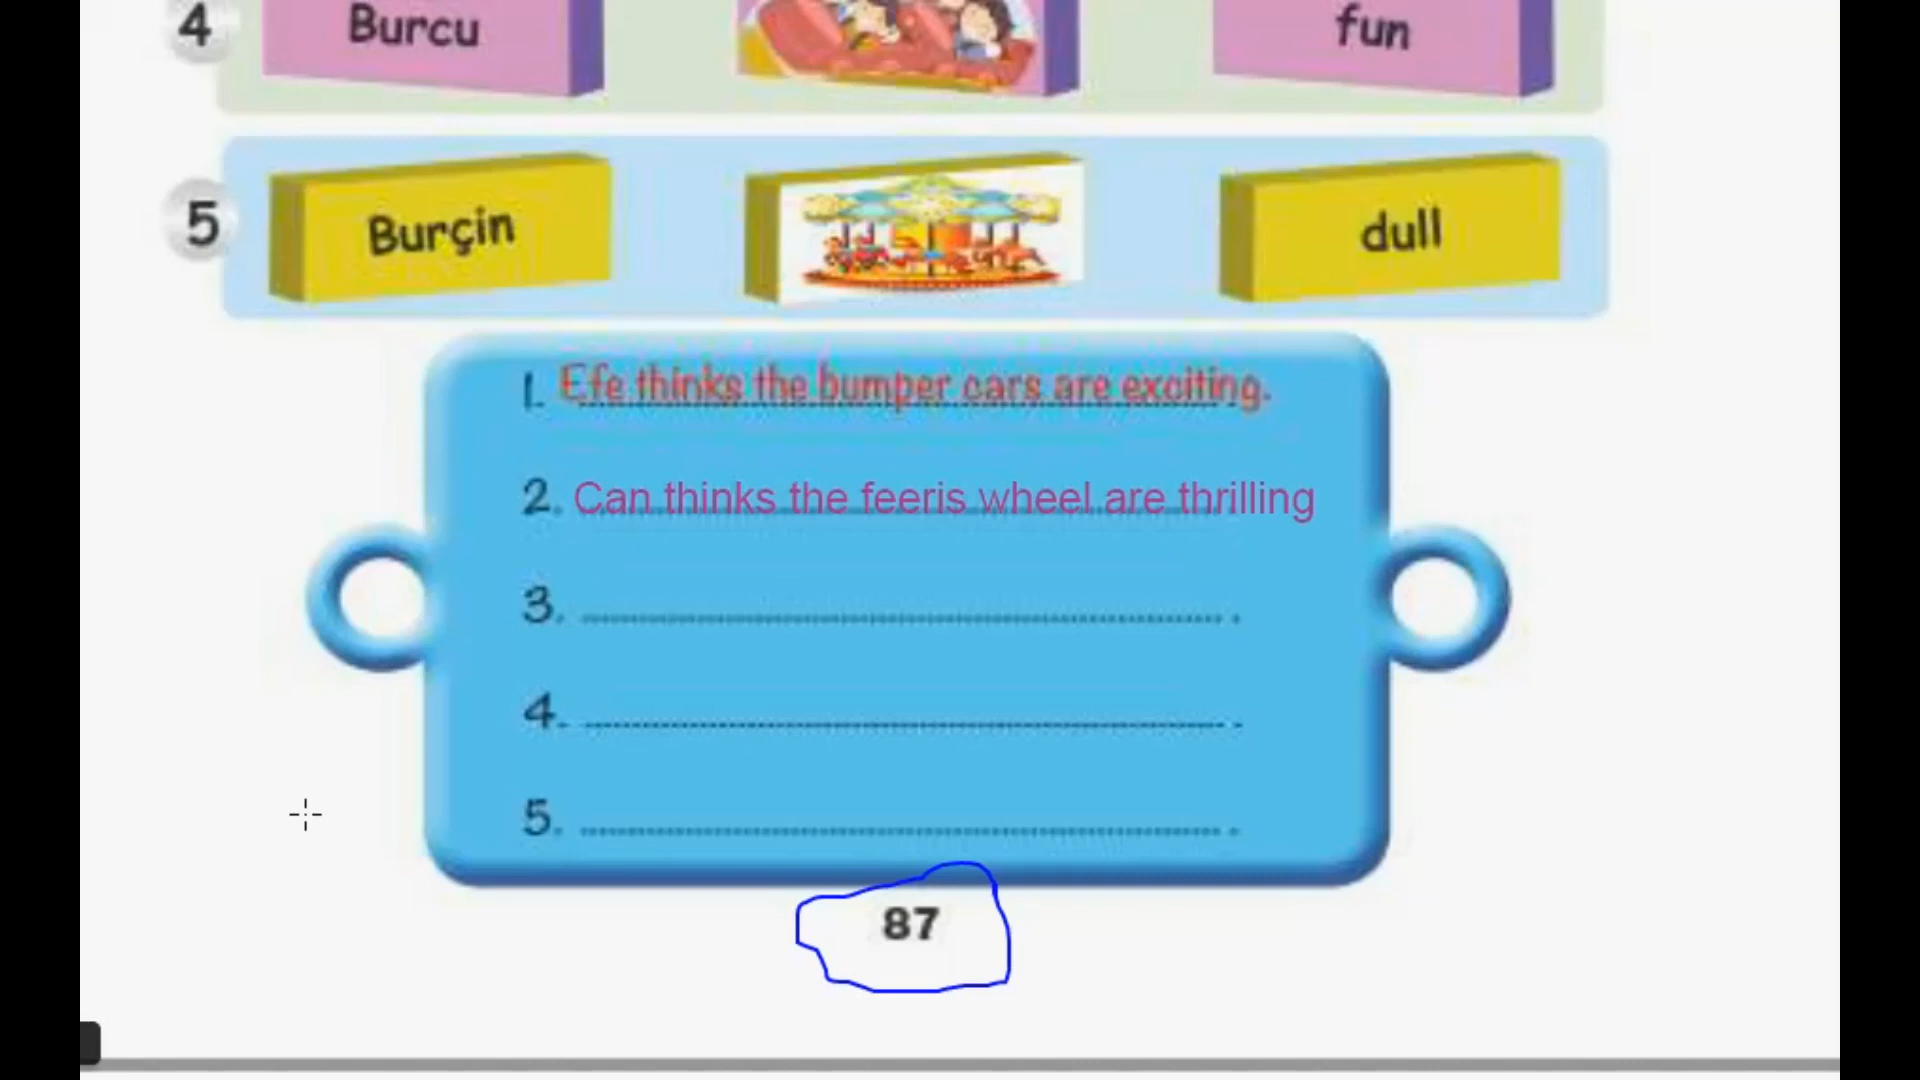 4 Burcu fun
5 Burçin dull
1. Efe thinks the bumper cars are exciting.
2. Can thinks the feeris wheel are thrilling
3. .
4. .
5. .
87